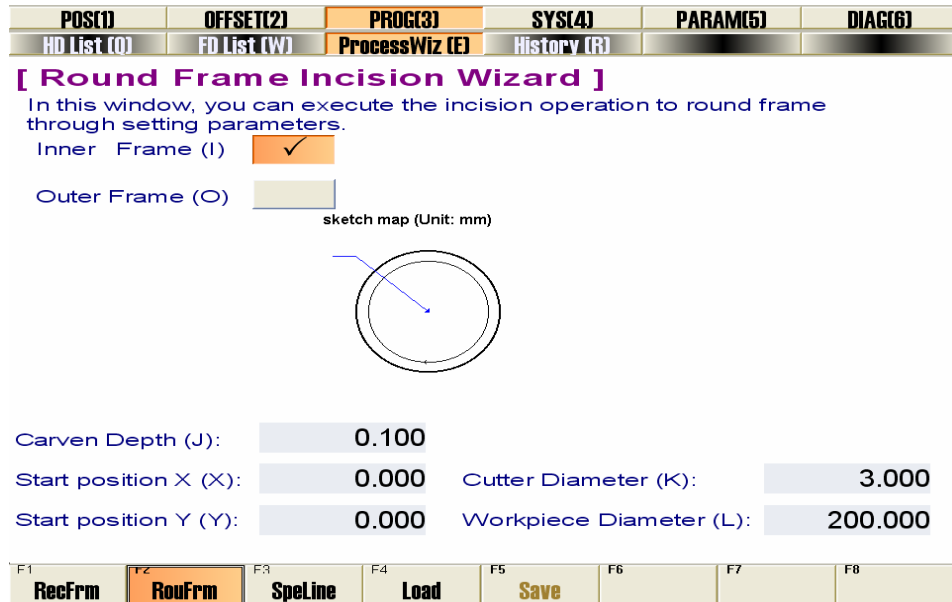 POS(1) OFFSET(2) PROG(3) SYS(4) PARAM(5) DIAG(6)
HD List (Q) FD List (W) ProcessWiz (E) History (R)
[ Round Frame Incision Wizard ]
In this window, you can execute the incision operation to round frame
through setting parameters.
Inner Frame (I) ✓
Outer Frame (O)
sketch map (Unit: mm)
Carven Depth (J): 0.100
Start position X (X): 0.000 Cutter Diameter (K): 3.000
Start position Y (Y): 0.000 Workpiece Diameter (L): 200.000
F1 F2 F3 F4 F5 F6 F7 F8
RecFrm RouFrm SpeLine Load Save